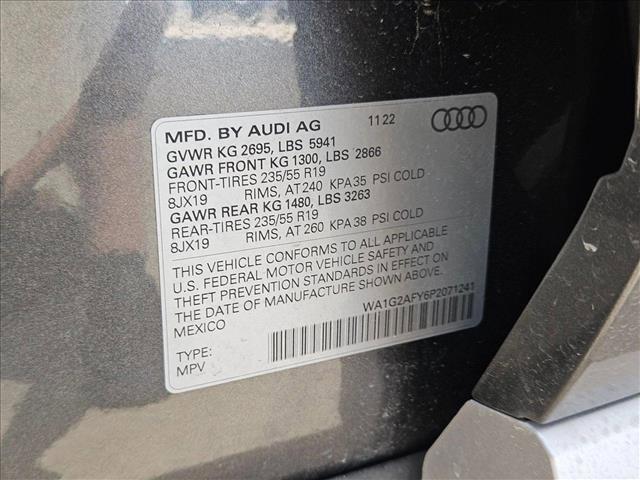 MFD. BY AUDI AG 11 22
GVWR KG 2695, LBS 5941
GAWR FRONT KG 1300, LBS 2866
FRONT-TIRES 235/55 R19
8JX19 RIMS, AT 240 KPA 35 PSI COLD
GAWR REAR KG 1480, LBS 3263
REAR-TIRES 235/55 R19
8JX19 RIMS, AT 260 KPA 38 PSI COLD
THIS VEHICLE CONFORMS TO ALL APPLICABLE
U.S. FEDERAL MOTOR VEHICLE SAFETY AND
THEFT PREVENTION STANDARDS IN EFFECT ON
THE DATE OF MANUFACTURE SHOWN ABOVE.
MEXICO
WA1G2AFY6P2071241
TYPE:
MPV